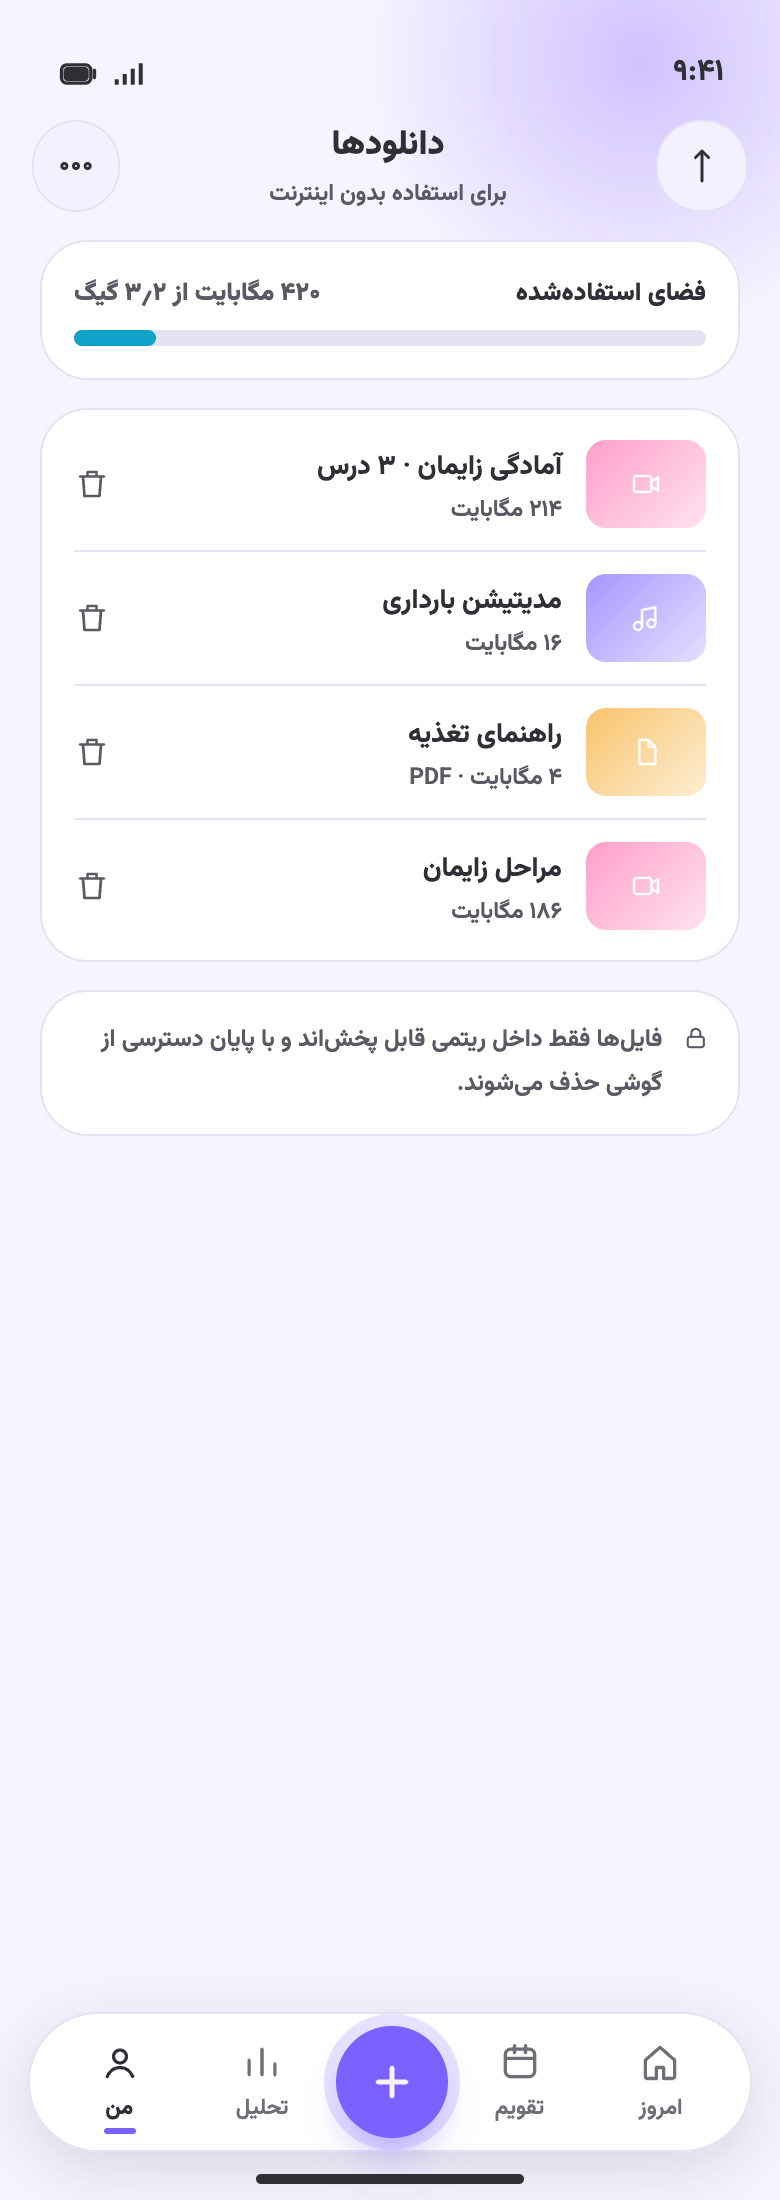 ۹:۴۱
دانلودها
برای استفاده بدون اینترنت
فضای استفاده‌شده
۴۲۰ مگابایت از ۳٫۲ گیگ
آمادگی زایمان · ۳ درس
۲۱۴ مگابایت
مدیتیشن بارداری
۱۶ مگابایت
راهنمای تغذیه
۴ مگابایت · PDF
مراحل زایمان
۱۸۶ مگابایت
فایل‌ها فقط داخل ریتمی قابل پخش‌اند و با پایان دسترسی از
گوشی حذف می‌شوند.
امروز
تقویم
تحلیل
من